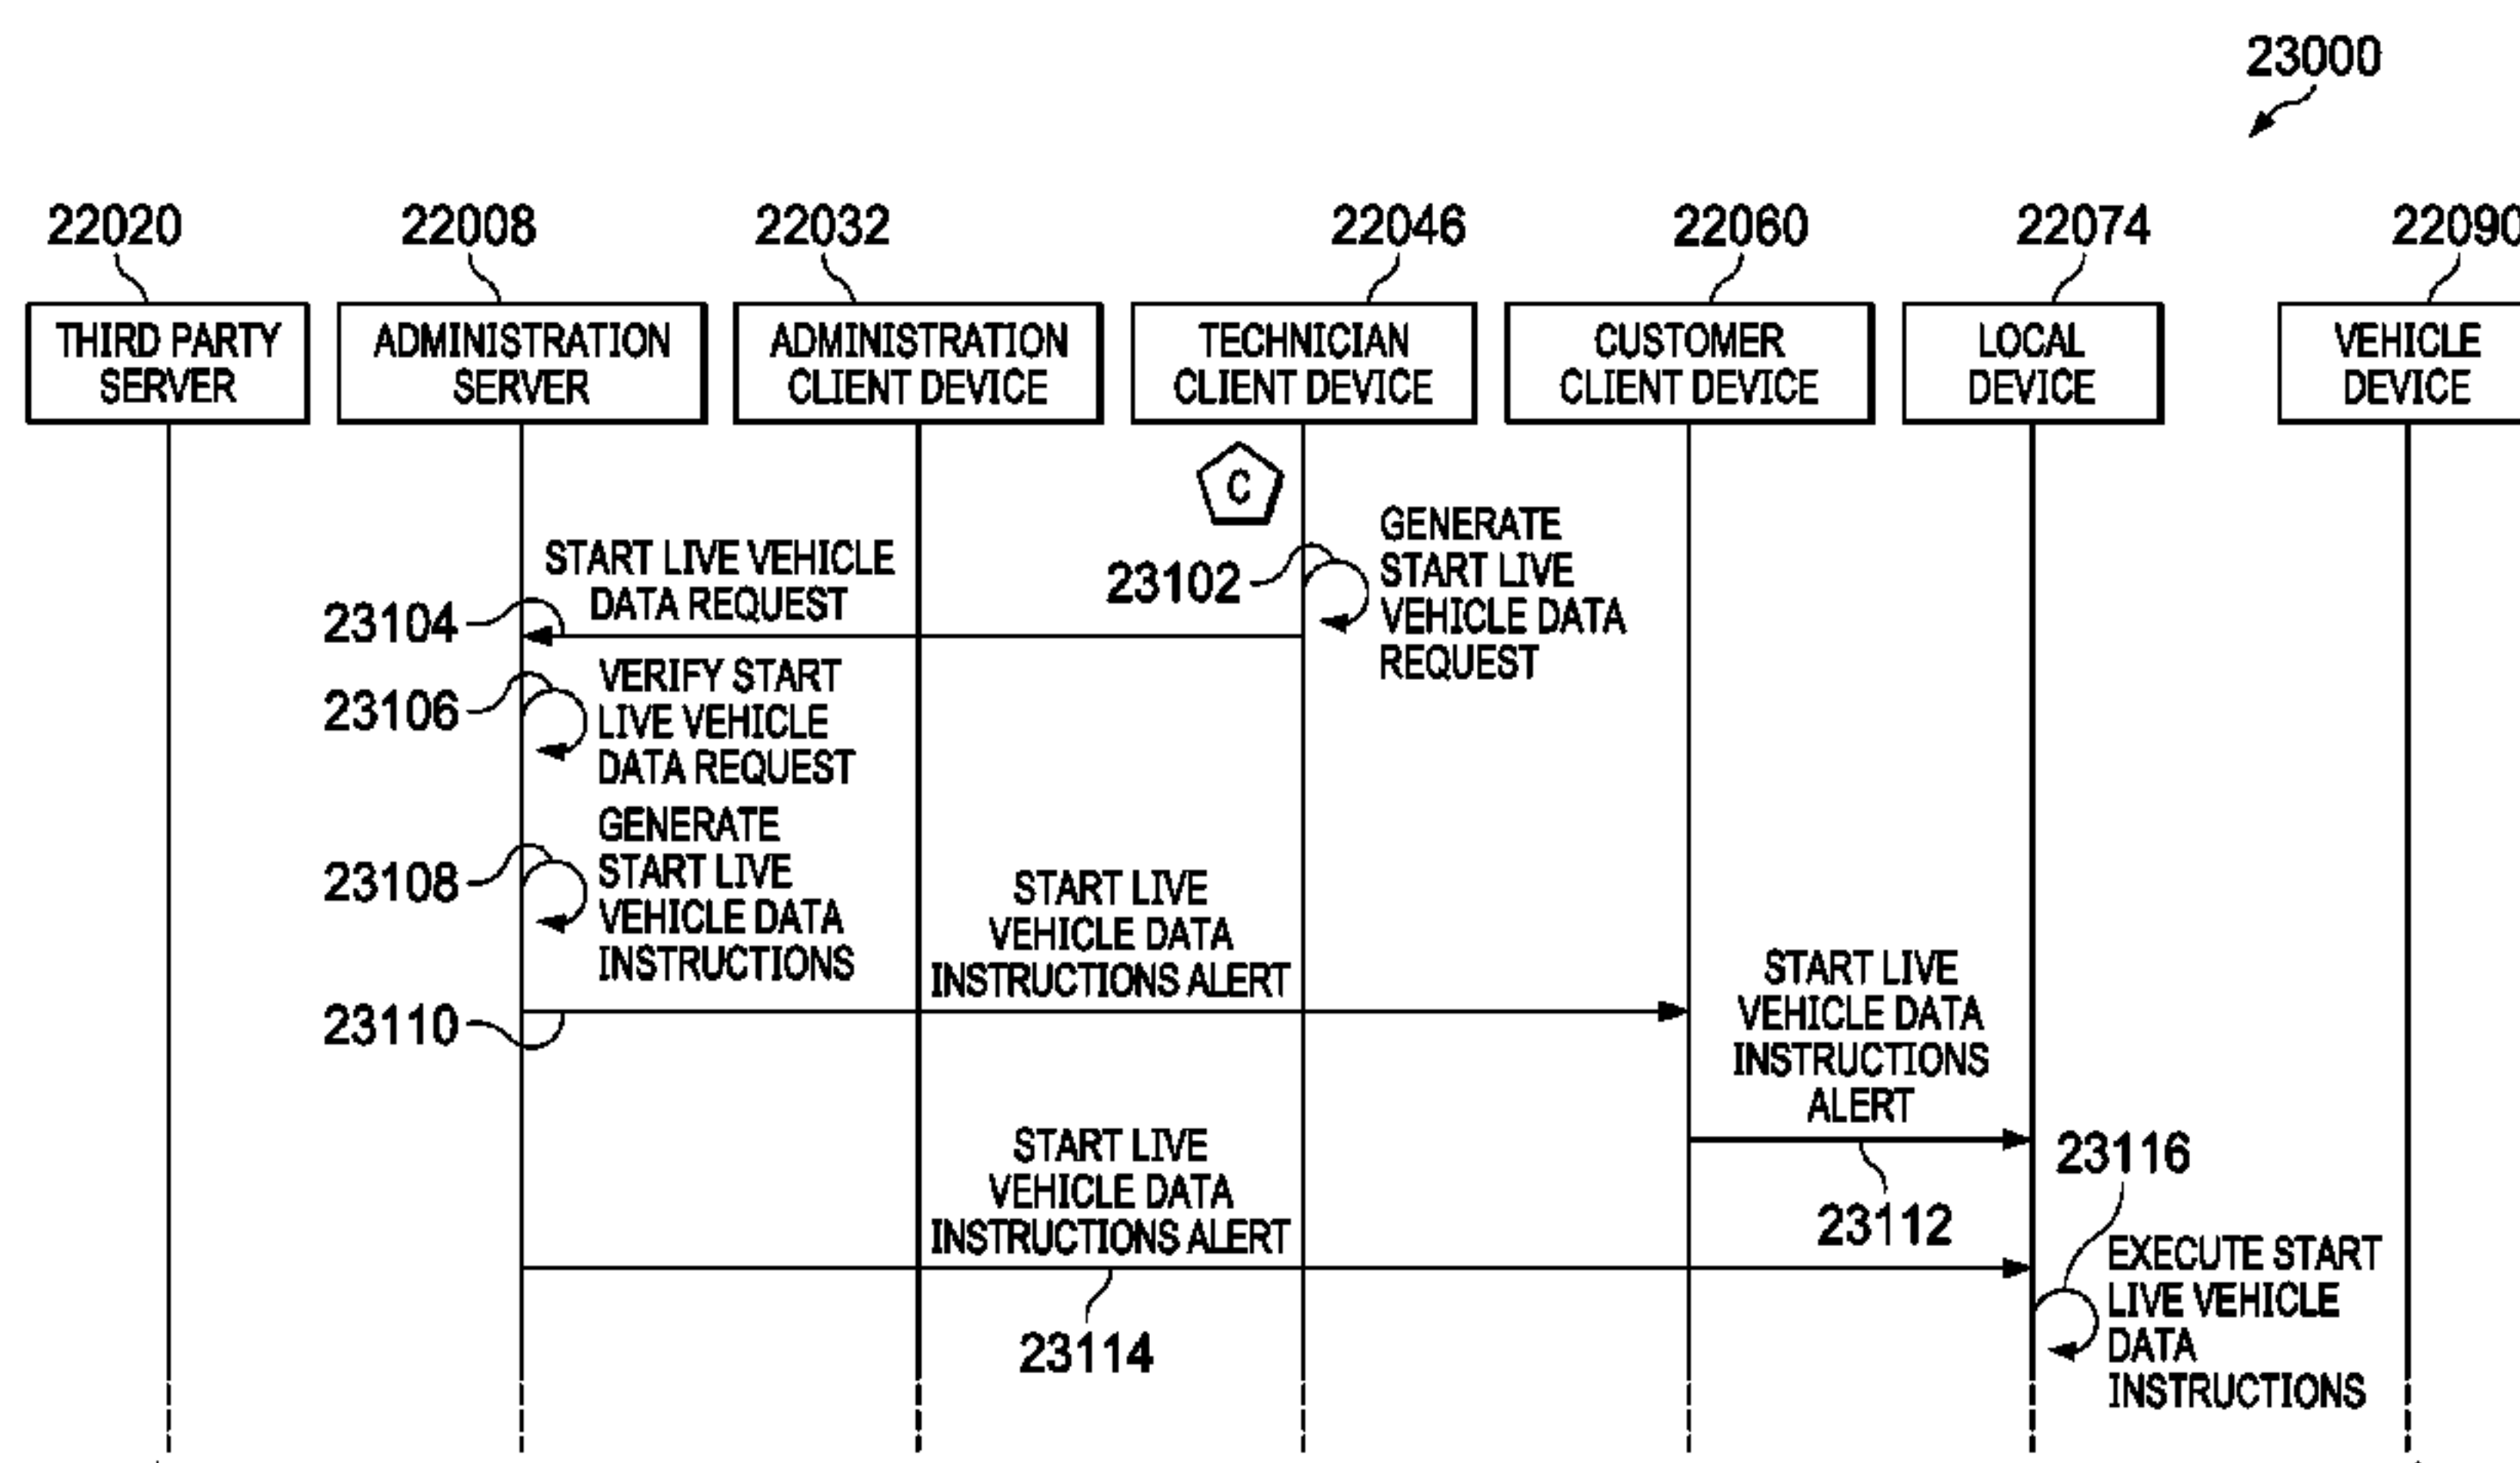 23000
22020
22008
22032
22046
22060
22074
22090
THIRD PARTY
SERVER
ADMINISTRATION
SERVER
ADMINISTRATION
CLIENT DEVICE
TECHNICIAN
CLIENT DEVICE
CUSTOMER
CLIENT DEVICE
LOCAL
DEVICE
VEHICLE
DEVICE
C
23102
GENERATE
START LIVE
VEHICLE DATA
REQUEST
START LIVE VEHICLE
DATA REQUEST
23104
23106
VERIFY START
LIVE VEHICLE
DATA REQUEST
23108
GENERATE
START LIVE
VEHICLE DATA
INSTRUCTIONS
START LIVE
VEHICLE DATA
INSTRUCTIONS ALERT
23110
START LIVE
VEHICLE DATA
INSTRUCTIONS
ALERT
23112
START LIVE
VEHICLE DATA
INSTRUCTIONS ALERT
23114
23116
EXECUTE START
LIVE VEHICLE
DATA
INSTRUCTIONS